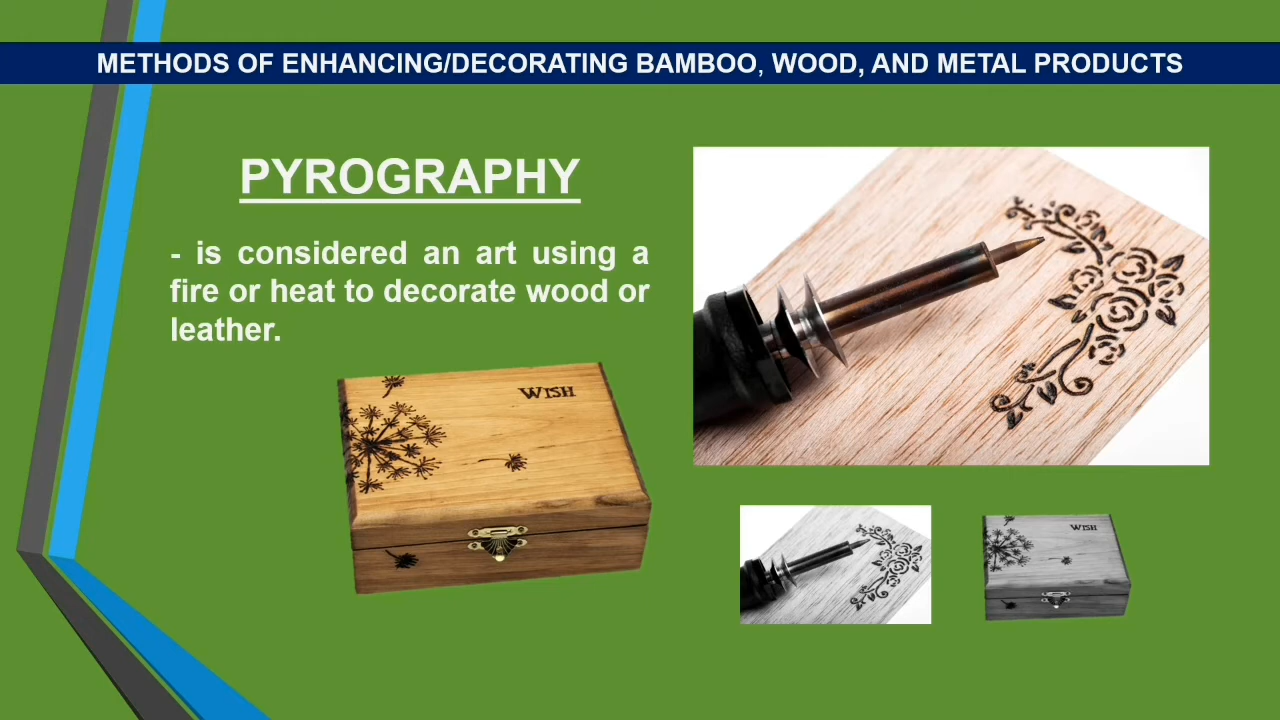 METHODS OF ENHANCING/DECORATING BAMBOO, WOOD, AND METAL PRODUCTS
PYROGRAPHY
- is considered an art using a
fire or heat to decorate wood or
leather.
WISH
WISH